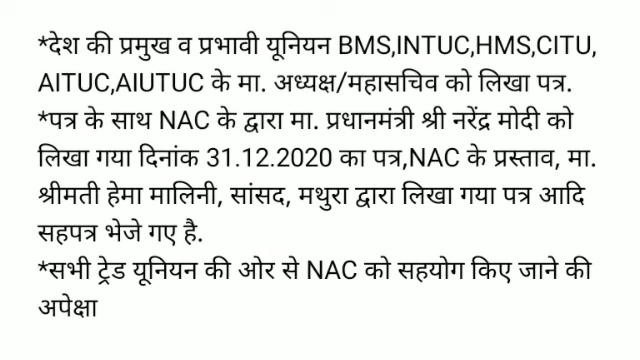 *देश की प्रमुख व प्रभावी यूनियन BMS,INTUC,HMS,CITU,
AITUC,AIUTUC के मा. अध्यक्ष/महासचिव को लिखा पत्र.
*पत्र के साथ NAC के द्वारा मा. प्रधानमंत्री श्री नरेंद्र मोदी को
लिखा गया दिनांक 31.12.2020 का पत्र,NAC के प्रस्ताव, मा.
श्रीमती हेमा मालिनी, सांसद, मथुरा द्वारा लिखा गया पत्र आदि
सहपत्र भेजे गए है.
*सभी ट्रेड यूनियन की ओर से NAC को सहयोग किए जाने की
अपेक्षा